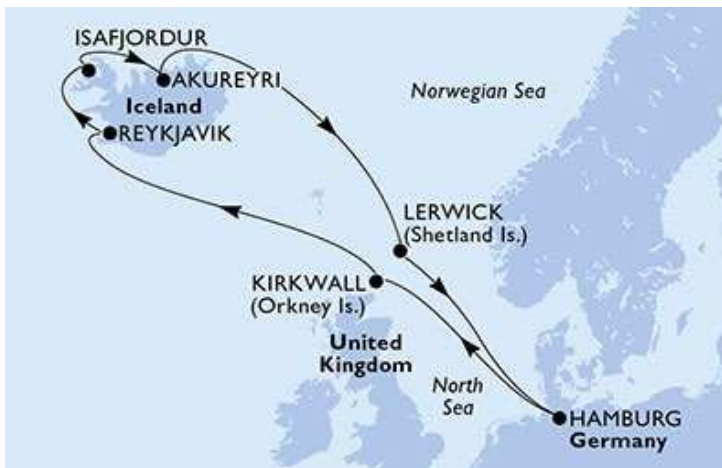 ISAFJORDUR
AKUREYRI
Iceland
REYKJAVIK
Norwegian Sea
LERWICK
(Shetland Is.)
KIRKWALL
(Orkney Is.)
United
Kingdom
North
Sea
HAMBURG
Germany